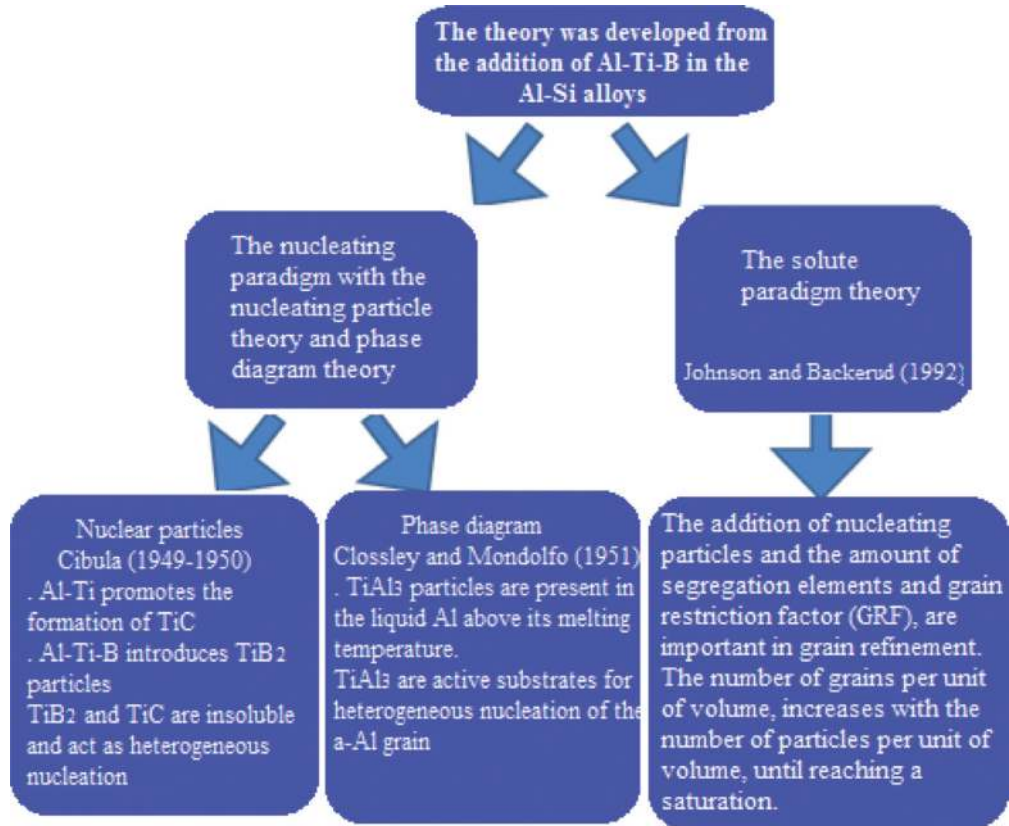 The theory was developed from
the addition of Al-Ti-B in the
Al-Si alloys
The nucleating
paradigm with the
nucleating particle
theory and phase
diagram theory
The solute
paradigm theory
Johnson and Backerud (1992)
Nuclear particles
Cibula (1949-1950)
. Al-Ti promotes the
formation of TiC
. Al-Ti-B introduces TiB2
particles
TiB2 and TiC are insoluble
and act as heterogeneous
nucleation
Phase diagram
Clossley and Mondolfo (1951)
. TiAl3 particles are present in
the liquid Al above its melting
temperature.
TiAl3 are active substrates for
heterogeneous nucleation of the
a-Al grain
The addition of nucleating
particles and the amount of
segregation elements and grain
restriction factor (GRF), are
important in grain refinement.
The number of grains per unit
of volume, increases with the
number of particles per unit of
volume, until reaching a
saturation.